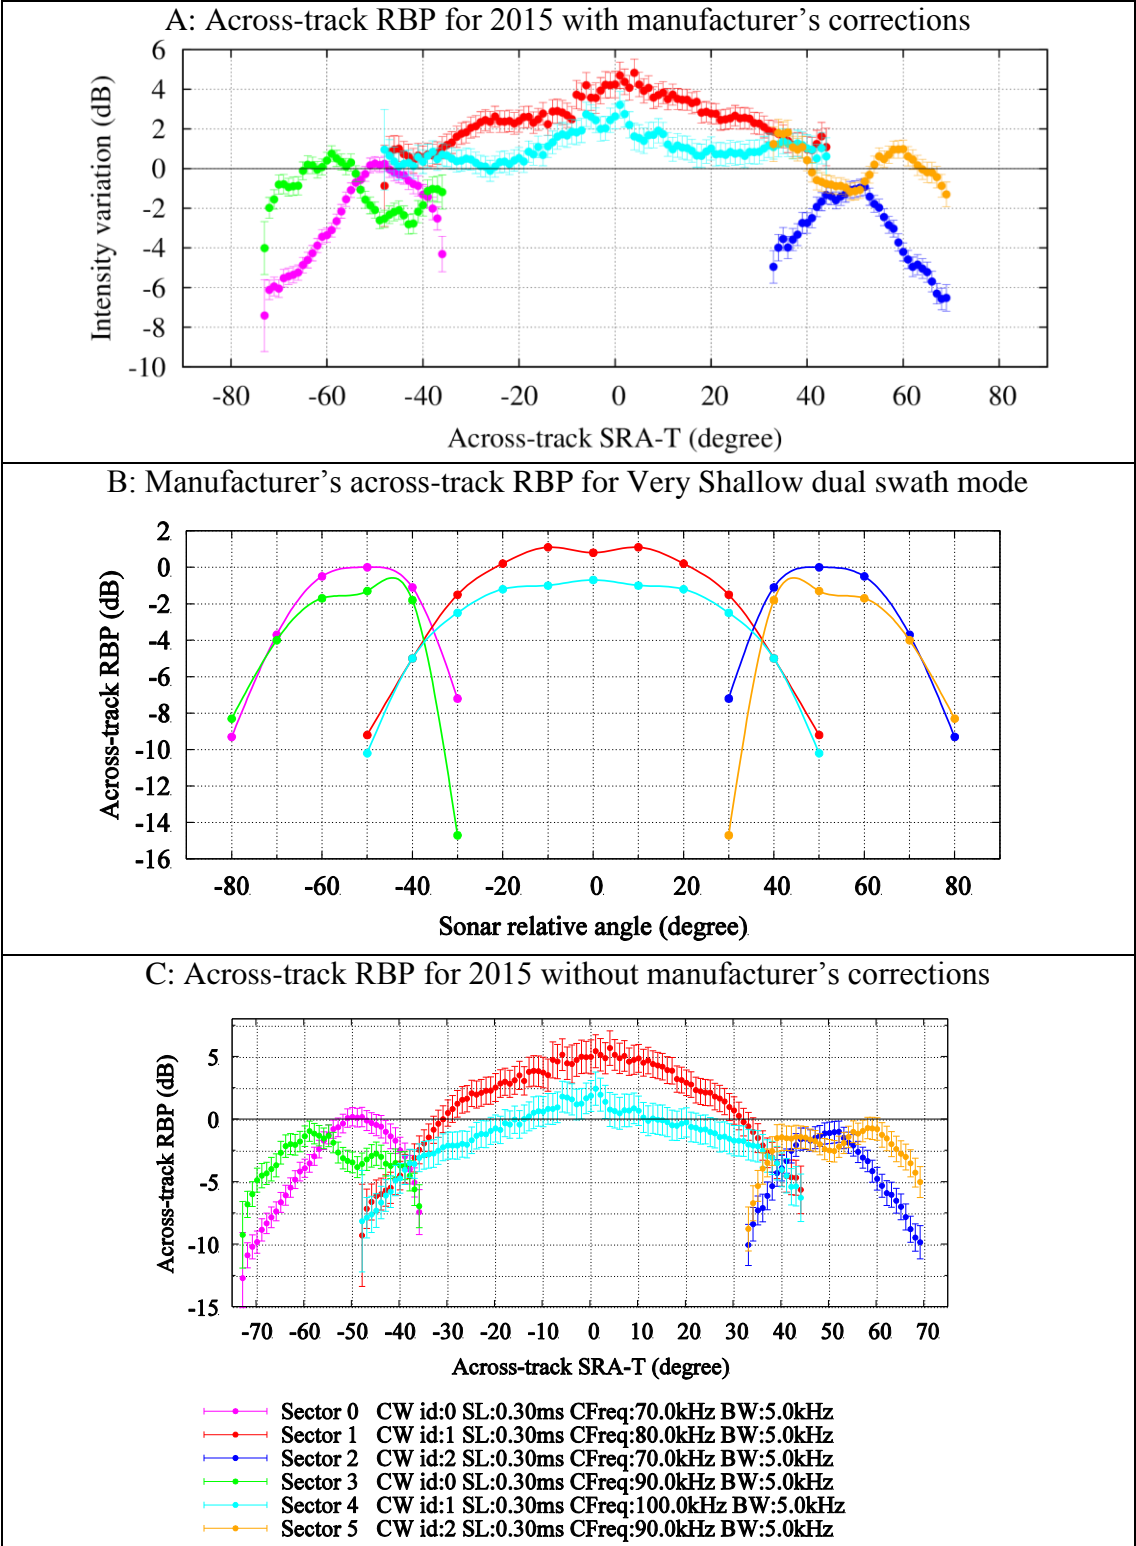 A: Across-track RBP for 2015 with manufacturer's corrections
6
4
2
0
-2
-4
-6
-8
-10
Intensity variation (dB)
-80 -60 -40 -20 0 20 40 60 80
Across-track SRA-T (degree)
B: Manufacturer's across-track RBP for Very Shallow dual swath mode
2
0
-2
-4
-6
-8
-10
-12
-14
-16
Across-track RBP (dB)
-80 -60 -40 -20 0 20 40 60 80
Sonar relative angle (degree)
C: Across-track RBP for 2015 without manufacturer's corrections
5
0
-5
-10
-15
Across-track RBP (dB)
-70 -60 -50 -40 -30 -20 -10 0 10 20 30 40 50 60 70
Across-track SRA-T (degree)
Sector 0 CW id:0 SL:0.30ms CFreq:70.0kHz BW:5.0kHz
Sector 1 CW id:1 SL:0.30ms CFreq:80.0kHz BW:5.0kHz
Sector 2 CW id:2 SL:0.30ms CFreq:70.0kHz BW:5.0kHz
Sector 3 CW id:0 SL:0.30ms CFreq:90.0kHz BW:5.0kHz
Sector 4 CW id:1 SL:0.30ms CFreq:100.0kHz BW:5.0kHz
Sector 5 CW id:2 SL:0.30ms CFreq:90.0kHz BW:5.0kHz